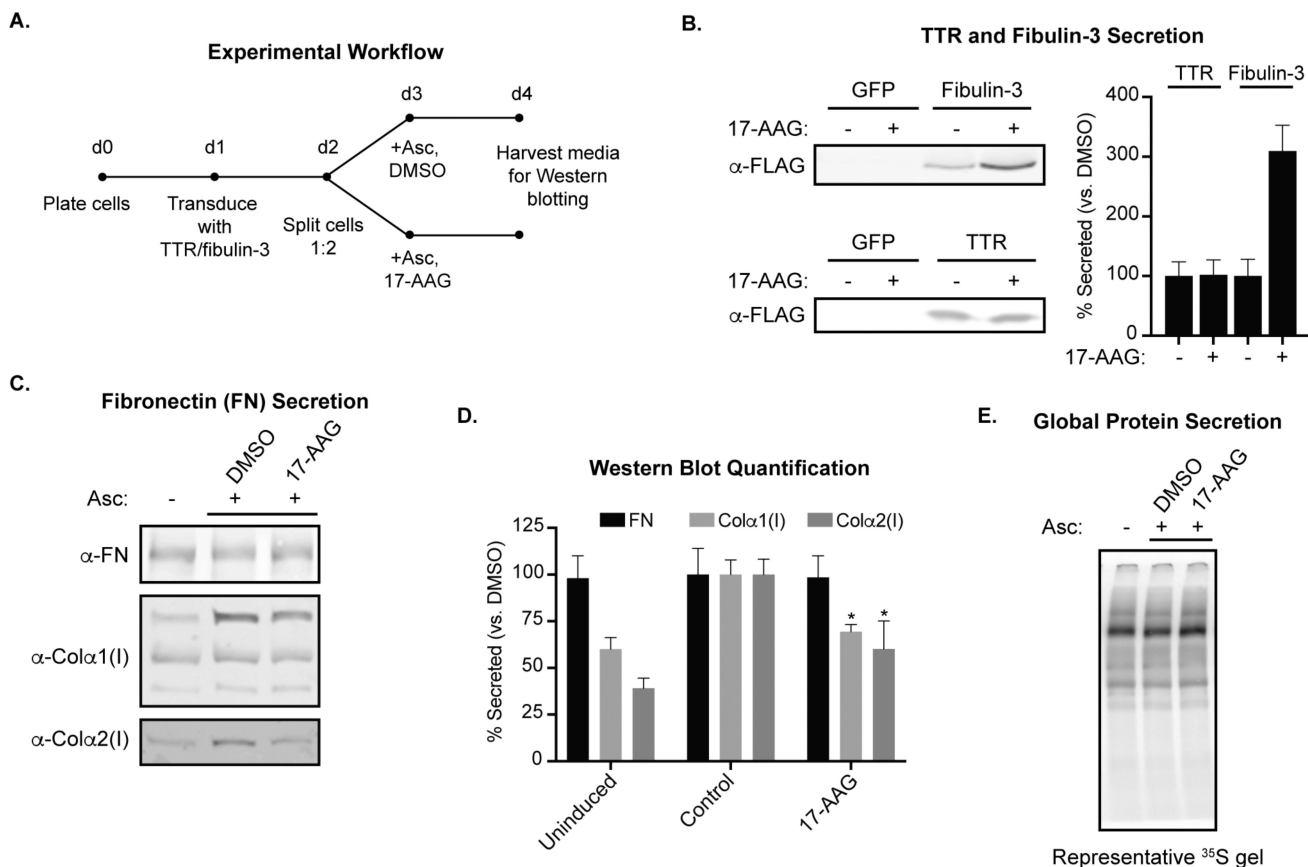 A.
Experimental Workflow
d0
d1
d2
d3
d4
Plate cells
Transduce
with
TTR/fibulin-3
Split cells
1:2
+Asc,
DMSO
+Asc,
17-AAG
Harvest media
for Western
blotting
B.
TTR and Fibulin-3 Secretion
GFP Fibulin-3
17-AAG: - + - +
α-FLAG
GFP TTR
17-AAG: - + - +
α-FLAG
TTR Fibulin-3
% Secreted (vs. DMSO)
400
300
200
100
0
17-AAG: - + - +
C.
Fibronectin (FN) Secretion
DMSO
17-AAG
Asc: - + +
α-FN
α-Colα1(I)
α-Colα2(I)
D.
Western Blot Quantification
FN Colα1(I) Colα2(I)
% Secreted (vs. DMSO)
125
100
75
50
25
0
* *
Uninduced
Control
17-AAG
E.
Global Protein Secretion
DMSO
17-AAG
Asc: - + +
Representative ³⁵S gel